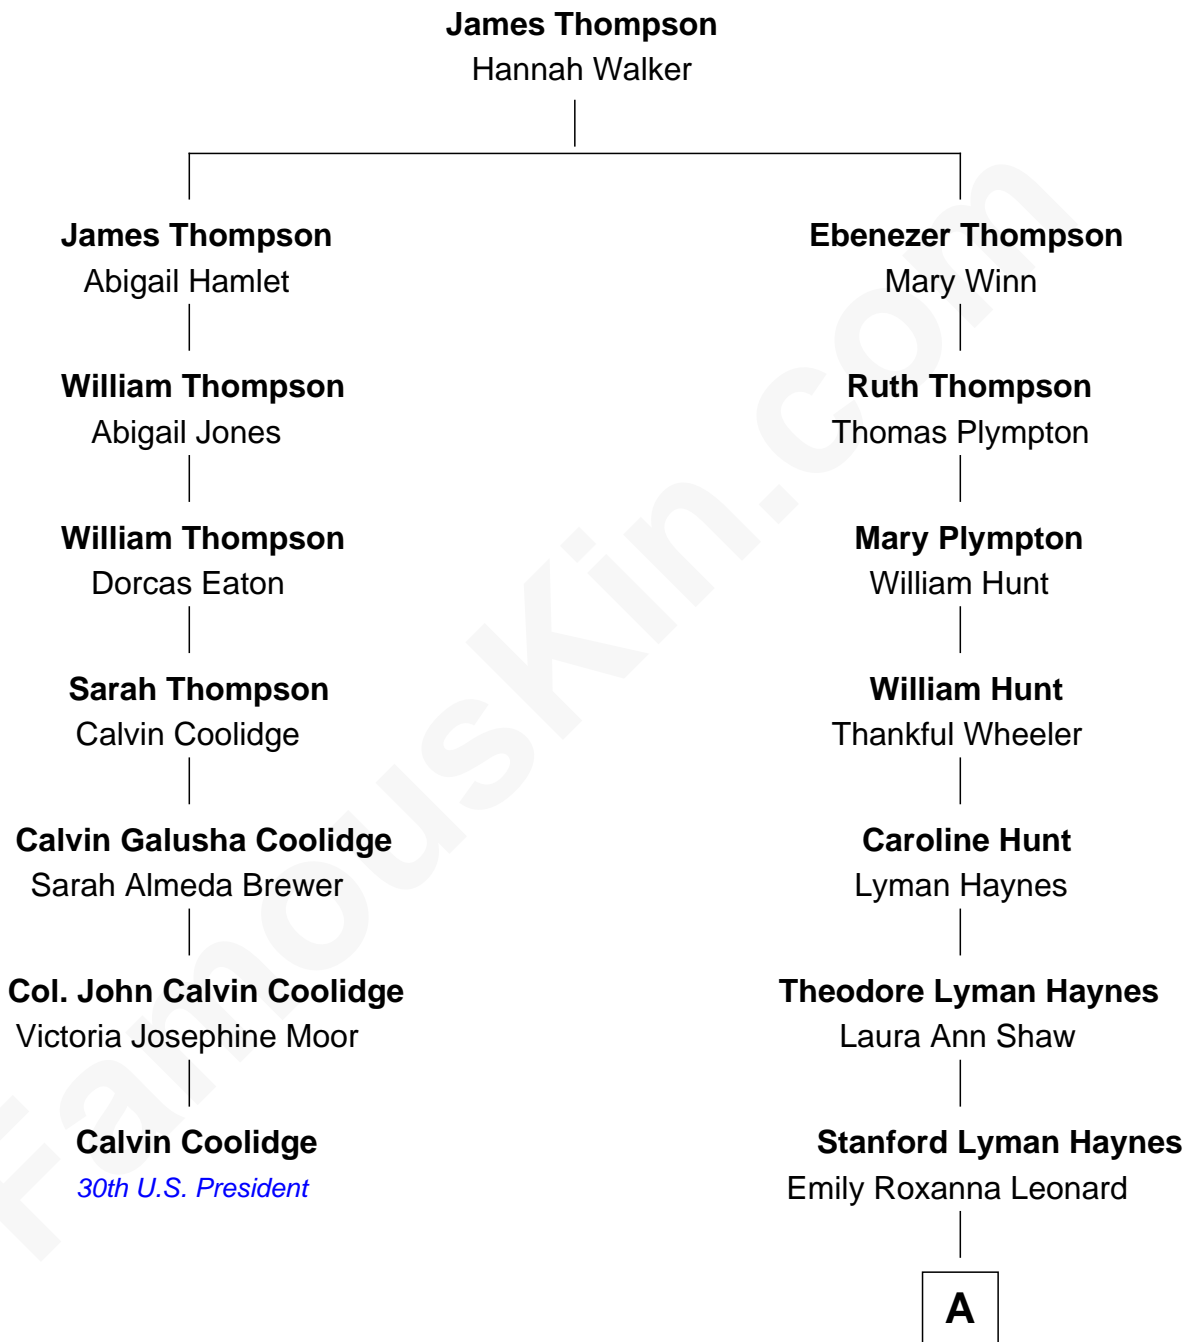 James Thompson
Hannah Walker
James Thompson
Abigail Hamlet
Ebenezer Thompson
Mary Winn
William Thompson
Abigail Jones
Ruth Thompson
Thomas Plympton
William Thompson
Dorcas Eaton
Mary Plympton
William Hunt
Sarah Thompson
Calvin Coolidge
William Hunt
Thankful Wheeler
Calvin Galusha Coolidge
Sarah Almeda Brewer
Caroline Hunt
Lyman Haynes
Col. John Calvin Coolidge
Victoria Josephine Moor
Theodore Lyman Haynes
Laura Ann Shaw
Calvin Coolidge
30th U.S. President
Stanford Lyman Haynes
Emily Roxanna Leonard
A
FamousKin.com